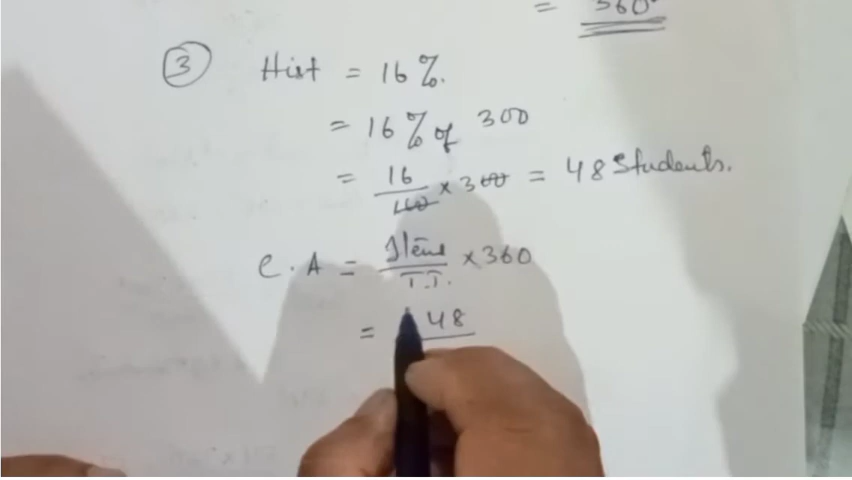 = 360°
③ Hist = 16%.
= 16% of 300
= 16/100 × 300 = 48 Students.
C.A = Item/T.I. × 360
= 48